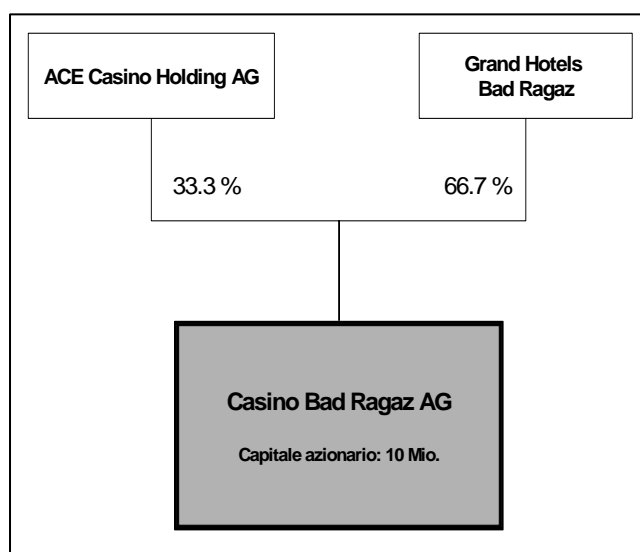 ACE Casino Holding AG
Grand Hotels
Bad Ragaz
33.3 %
66.7 %
Casino Bad Ragaz AG
Capitale azionario: 10 Mio.